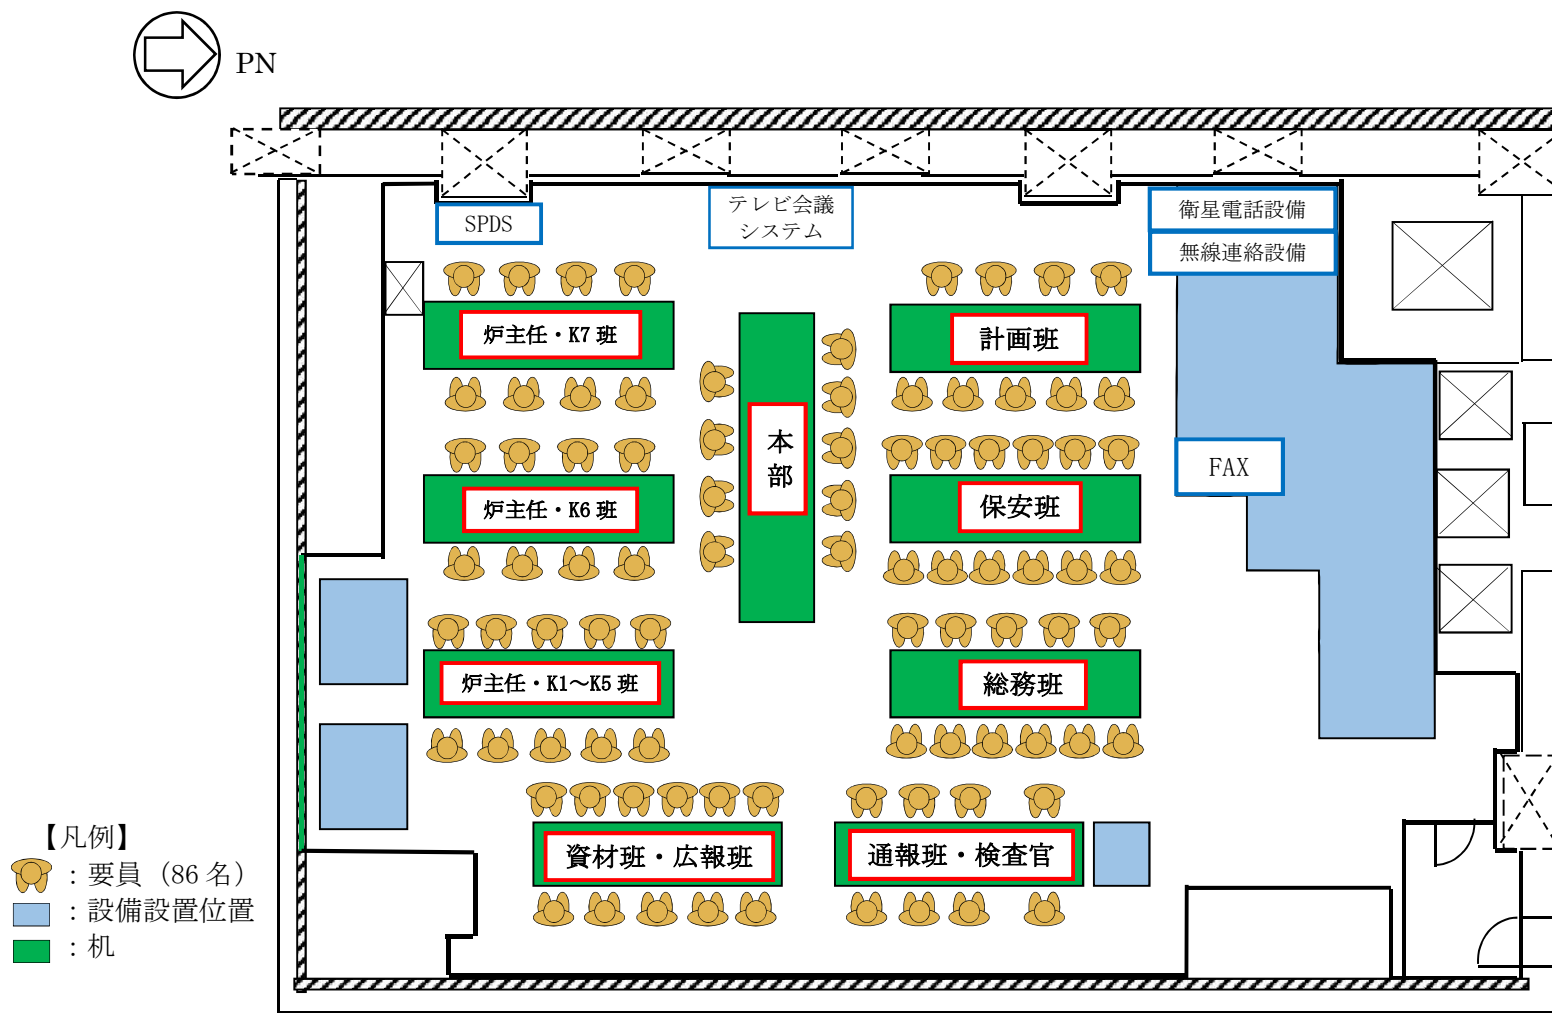 PN
SPDS
テレビ会議
システム
衛星電話設備
無線連絡設備
炉主任・K7 班
計画班
本
部
FAX
炉主任・K6 班
保安班
炉主任・K1～K5 班
総務班
資材班・広報班
通報班・検査官
【凡例】
：要員（86 名）
：設備設置位置
：机